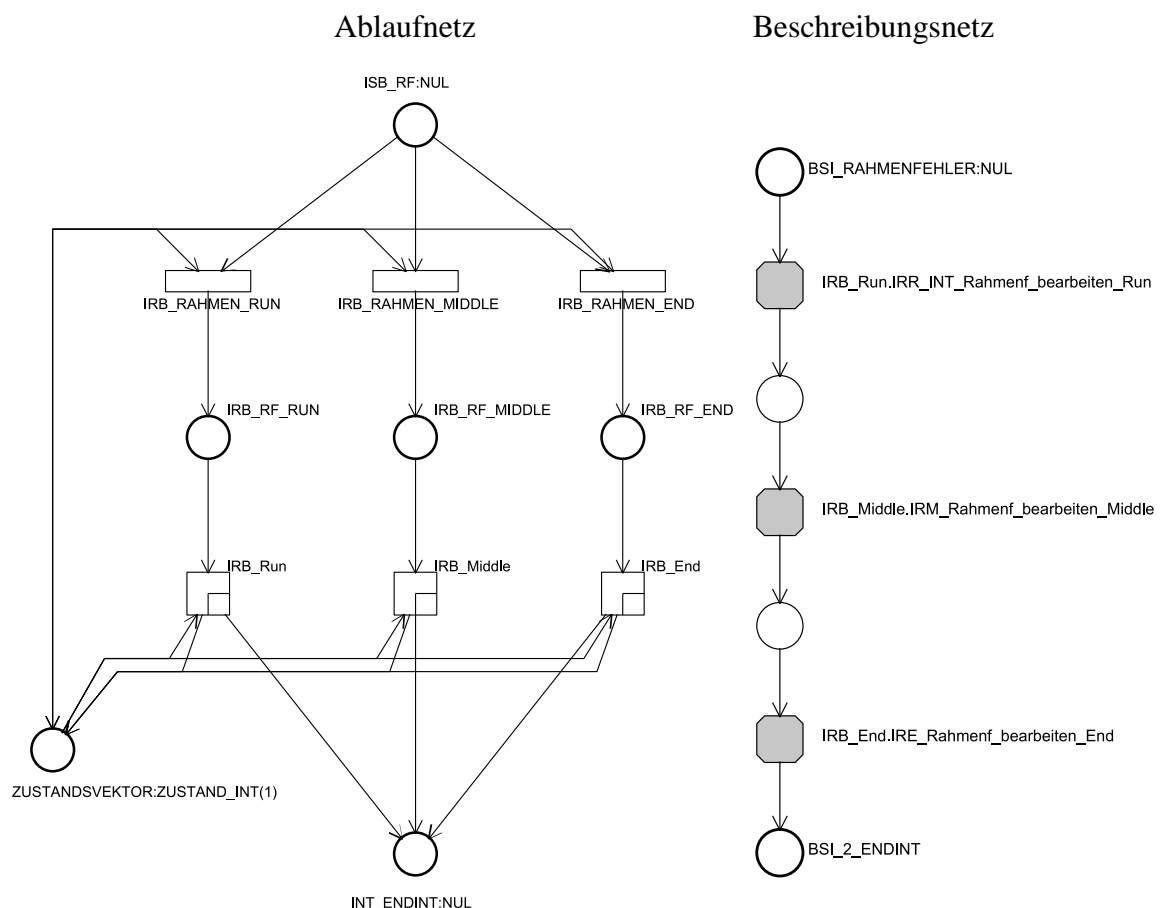 Ablaufnetz
Beschreibungsnetz
ISB_RF:NUL
BSI_RAHMENFEHLER:NUL
IRB_RAHMEN_RUN
IRB_RAHMEN_MIDDLE
IRB_RAHMEN_END
IRB_Run.IRR_INT_Rahmenf_bearbeiten_Run
IRB_RF_RUN
IRB_RF_MIDDLE
IRB_RF_END
IRB_Middle.IRM_Rahmenf_bearbeiten_Middle
IRB_Run
IRB_Middle
IRB_End
IRB_End.IRE_Rahmenf_bearbeiten_End
ZUSTANDSVEKTOR:ZUSTAND_INT(1)
BSI_2_ENDINT
INT_ENDINT:NUL